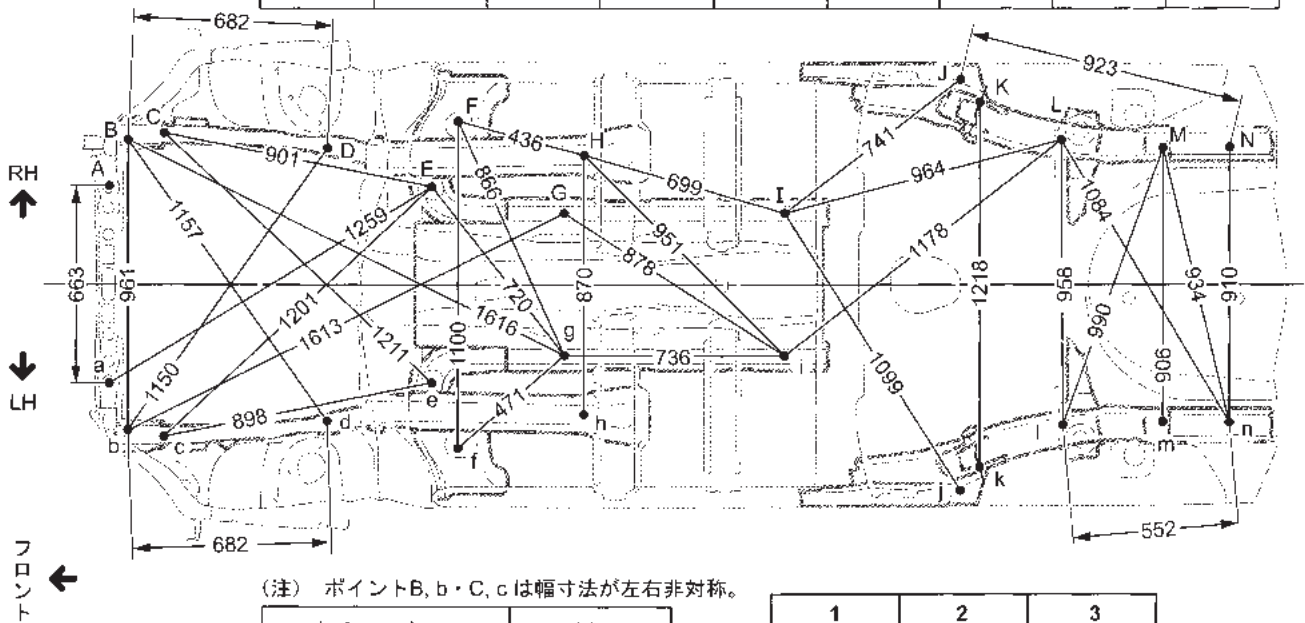 682
923
J
K
F
C
B
H
L
M
N
D
436
741
901
A
E
866
RH
G
699
I
964
1157
1259
951
1084
663
961
878
1178
720
870
1218
958
934
910
1201
1616
990
1613
1211
1100
g
736
906
a
LH
1150
1099
471
e
898
h
d
l
m
n
b
c
f
k
j
682
552
フロント
(注) ポイントB, b・C, c は幅寸法が左右非対称。
1 2 3